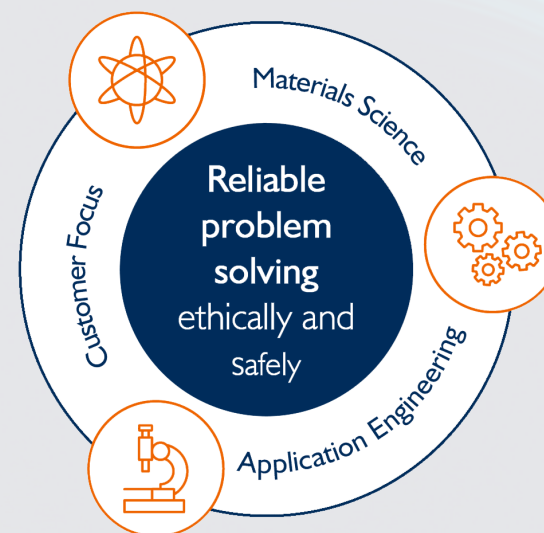 Materials Science
Customer Focus
Reliable
problem
solving
ethically and
safely
Application Engineering